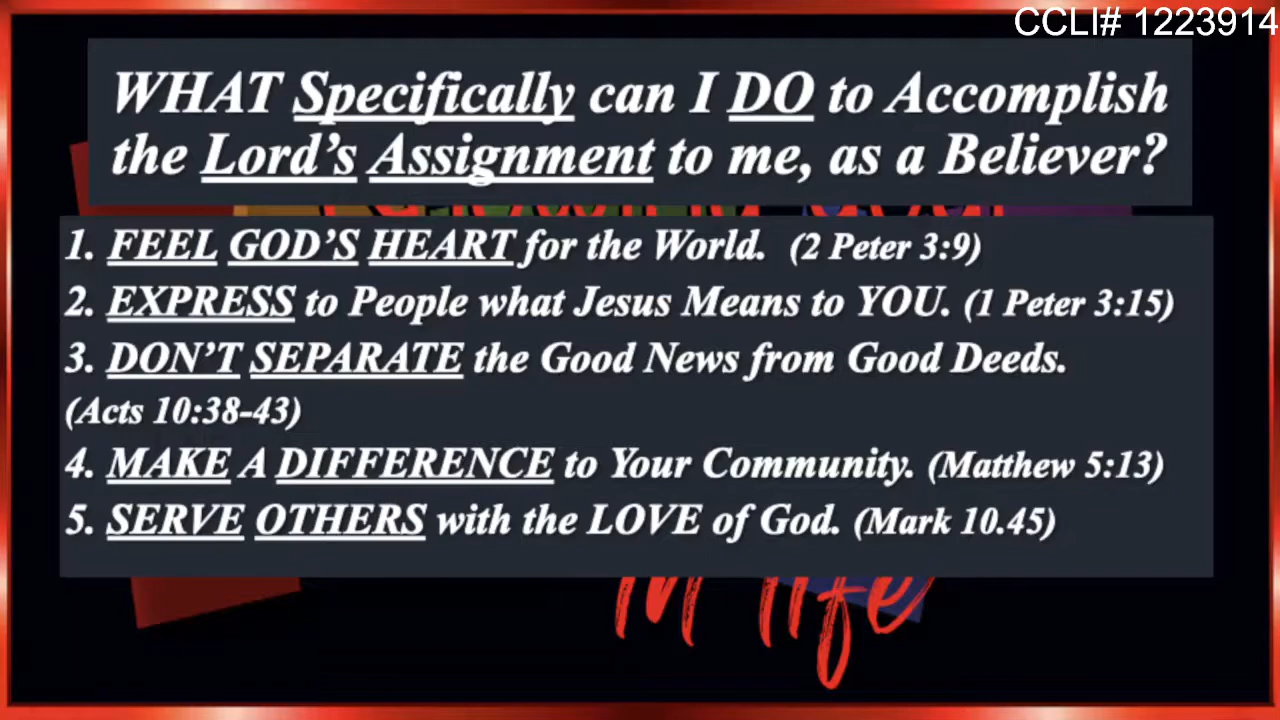 CCLI# 1223914
WHAT Specifically can I DO to Accomplish
the Lord's Assignment to me, as a Believer?
1. FEEL GOD'S HEART for the World. (2 Peter 3:9)
2. EXPRESS to People what Jesus Means to YOU. (1 Peter 3:15)
3. DON'T SEPARATE the Good News from Good Deeds.
(Acts 10:38-43)
4. MAKE A DIFFERENCE to Your Community. (Matthew 5:13)
5. SERVE OTHERS with the LOVE of God. (Mark 10.45)
in life